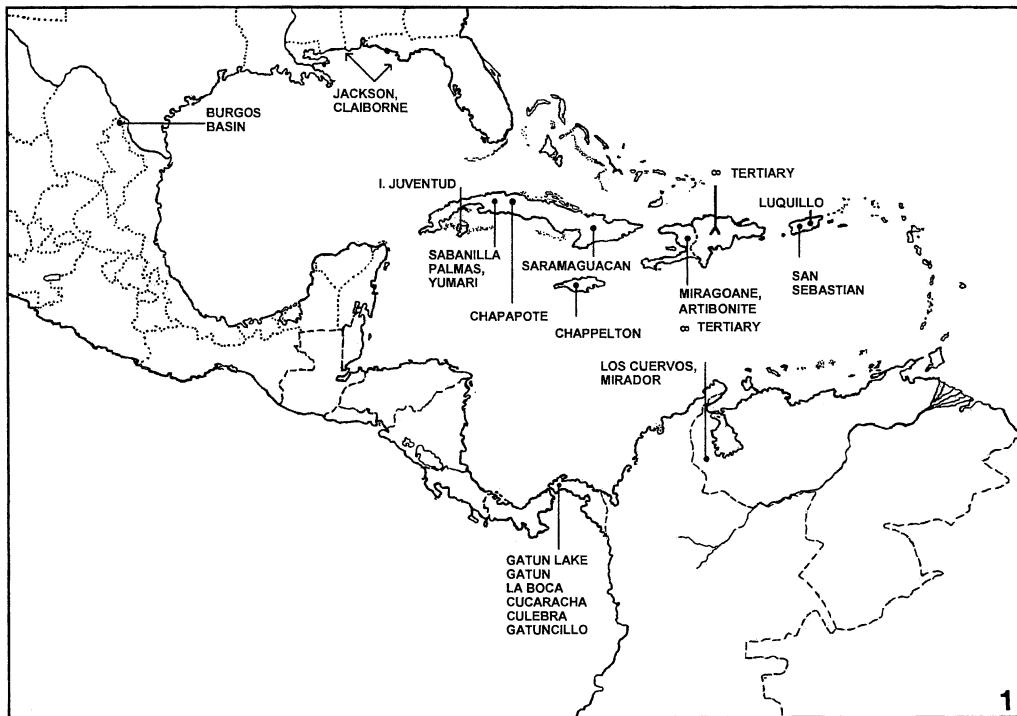 JACKSON,
CLAIBORNE
BURGOS
BASIN
∞ TERTIARY
I. JUVENTUD
LUQUILLO
SABANILLA
PALMAS,
YUMARI
SARAMAGUACAN
SAN
SEBASTIAN
CHAPAPOTE
CHAPPELTON
MIRAGOANE,
ARTIBONITE
∞ TERTIARY
LOS CUERVOS,
MIRADOR
GATUN LAKE
GATUN
LA BOCA
CUCARACHA
CULEBRA
GATUNCILLO
1